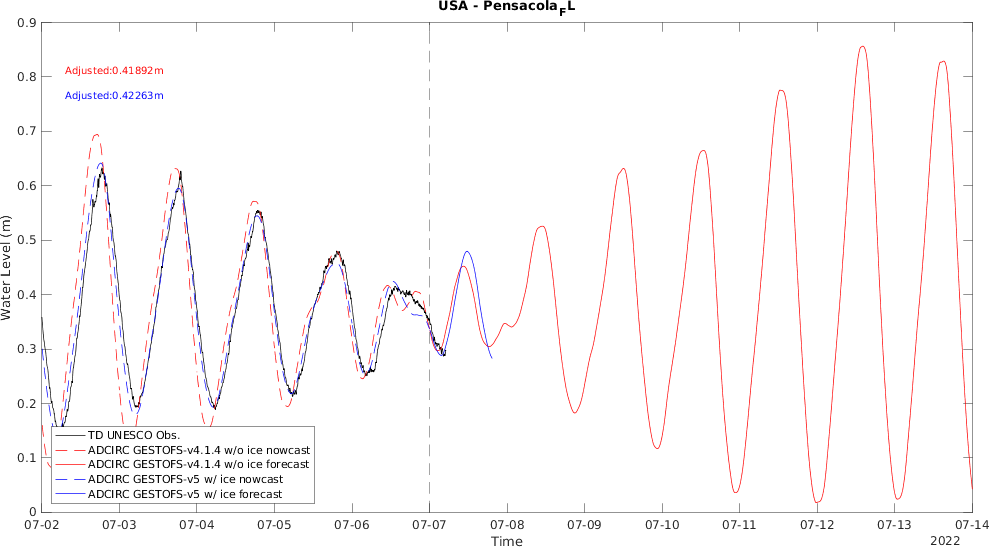 USA - Pensacola_FL
0.9
0.8
0.7
0.6
0.5
0.4
0.3
0.2
0.1
0
Water Level (m)
Adjusted:0.41892m
Adjusted:0.42263m
TD UNESCO Obs.
ADCIRC GESTOFS-v4.1.4 w/o ice nowcast
ADCIRC GESTOFS-v4.1.4 w/o ice forecast
ADCIRC GESTOFS-v5 w/ ice nowcast
ADCIRC GESTOFS-v5 w/ ice forecast
07-02 07-03 07-04 07-05 07-06 07-07 07-08 07-09 07-10 07-11 07-12 07-13 07-14
Time
2022